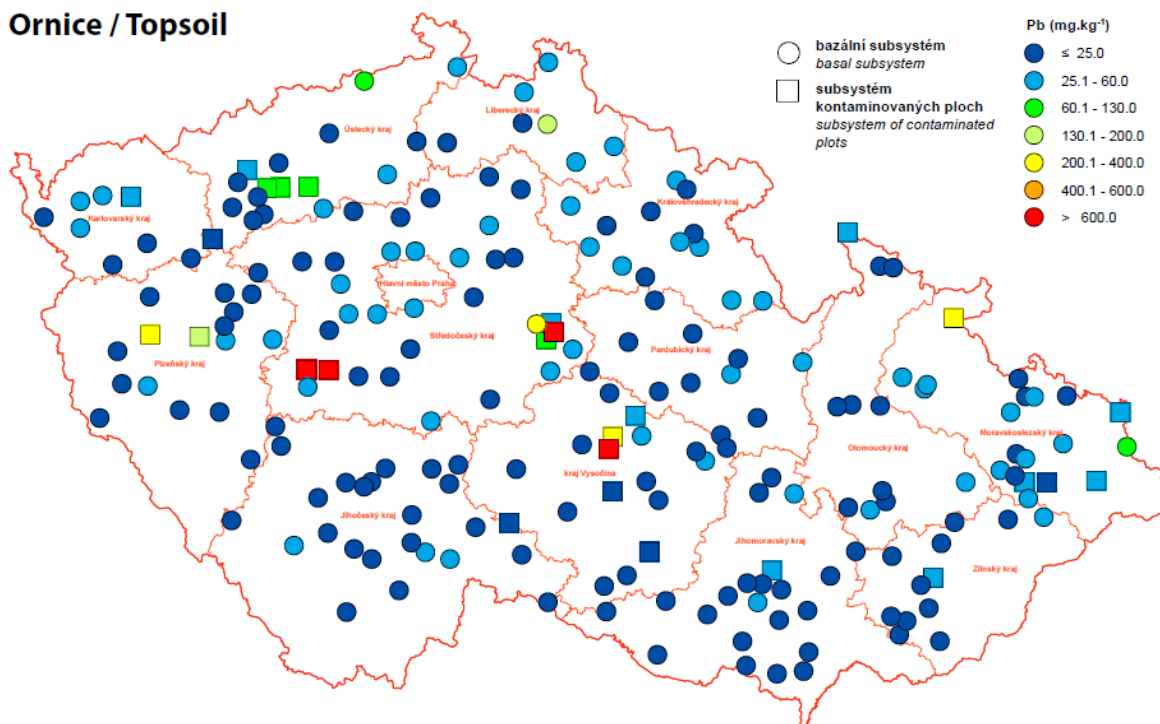 Ornice / Topsoil
bazální subsystém
basal subsystem
subsystém
kontaminovaných ploch
subsystem of contaminated
plots
Pb (mg.kg⁻¹)
≤ 25.0
25.1 - 60.0
60.1 - 130.0
130.1 - 200.0
200.1 - 400.0
400.1 - 600.0
> 600.0
Liberecký kraj
Ústecký kraj
Karlovarský kraj
Královéhradecký kraj
Hlavní město Praha
Středočeský kraj
Plzeňský kraj
Pardubický kraj
Moravskoslezský kraj
Olomoucký kraj
kraj Vysočina
Jihočeský kraj
Jihomoravský kraj
Zlínský kraj